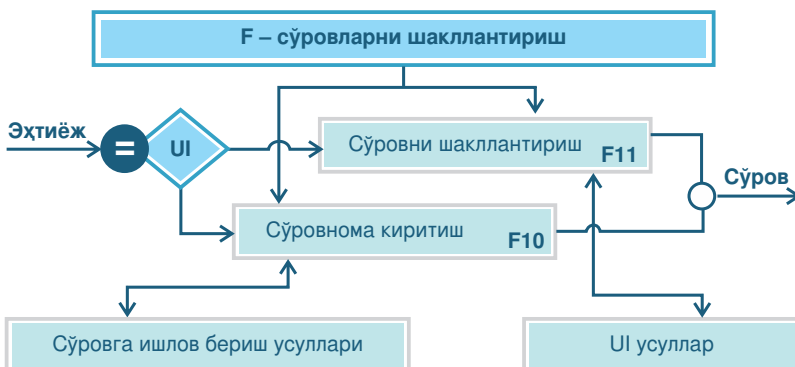 F – сўровларни шакллантириш
Эҳтиёж
=
UI
Сўровни шакллантириш
F11
Сўров
Сўровнома киритиш
F10
Сўровга ишлов бериш усуллари
UI усуллар